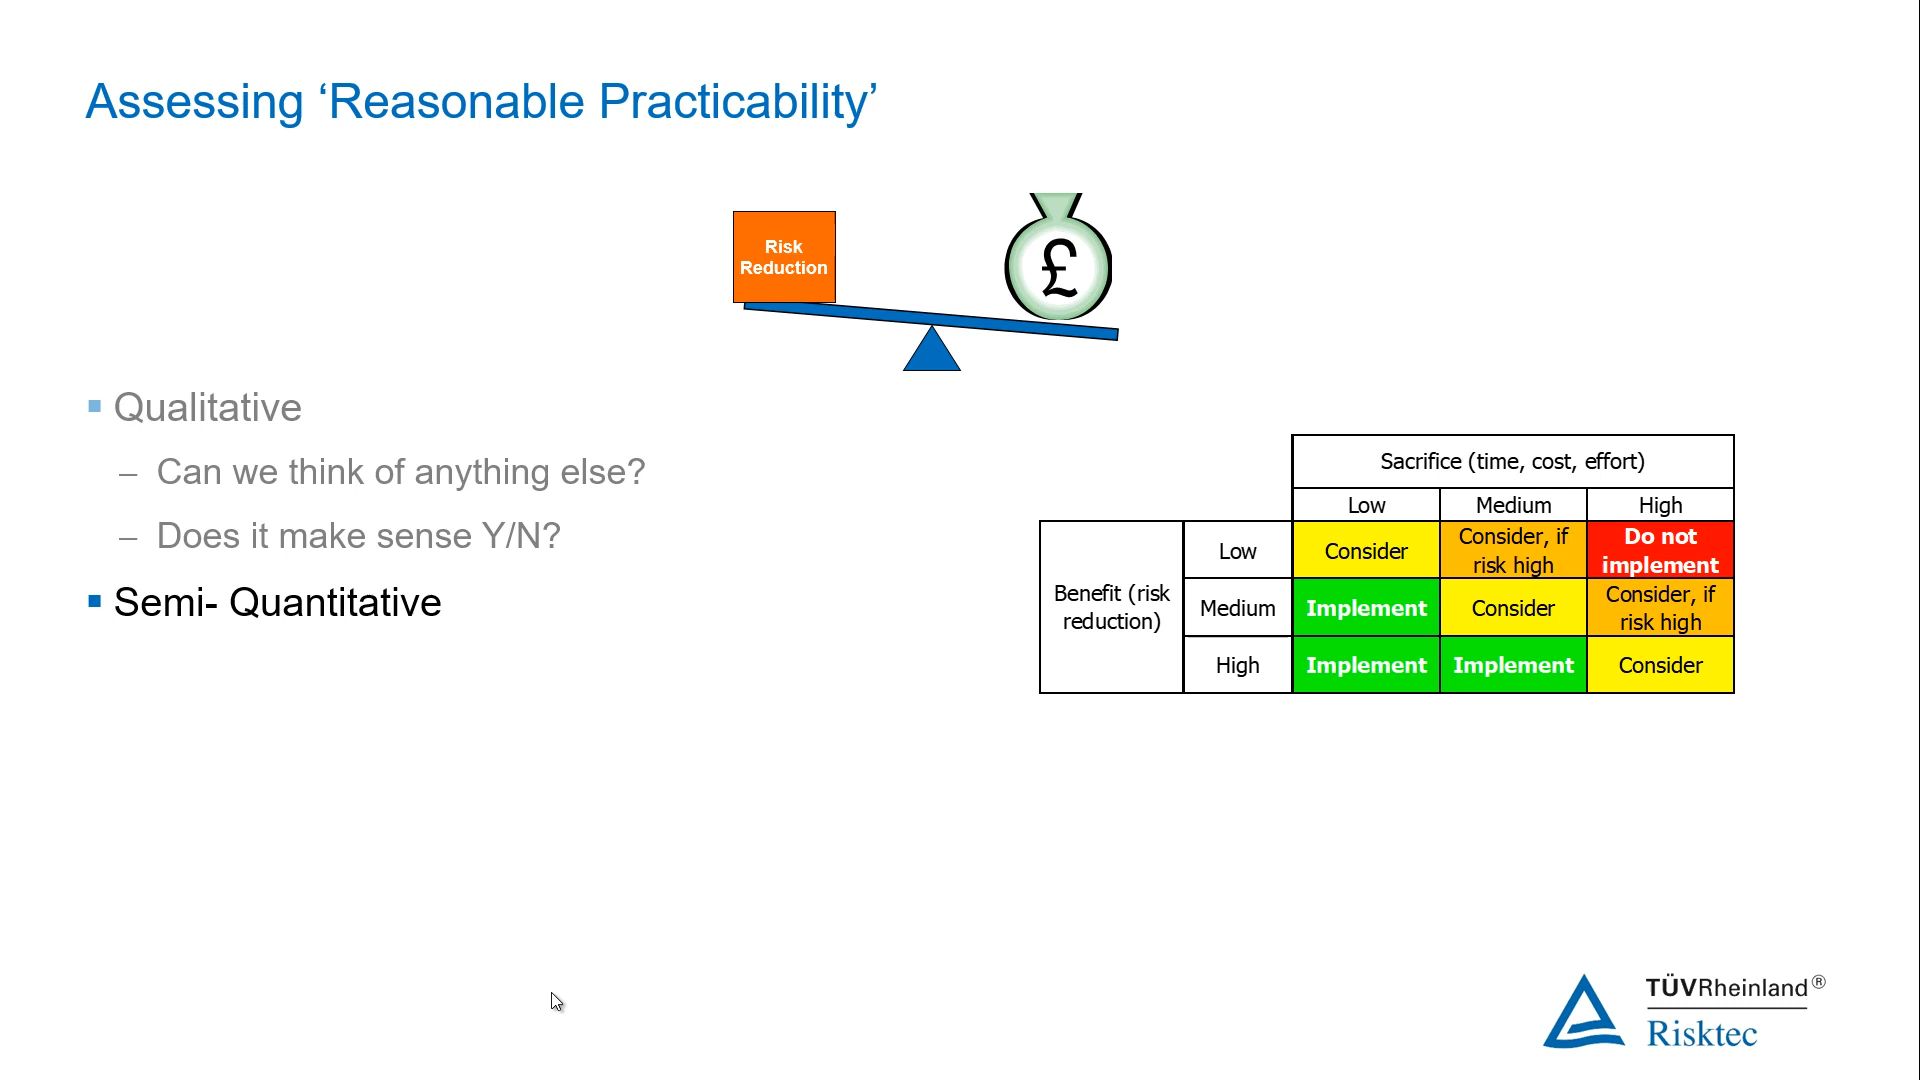 Assessing ‘Reasonable Practicability’
Risk
Reduction
£
▪ Qualitative
– Can we think of anything else?
– Does it make sense Y/N?
▪ Semi- Quantitative
Sacrifice (time, cost, effort)
Low Medium High
Benefit (risk
reduction)
Low Consider Consider, if
risk high Do not
implement
Medium Implement Consider Consider, if
risk high
High Implement Implement Consider
TÜVRheinland®
Risktec